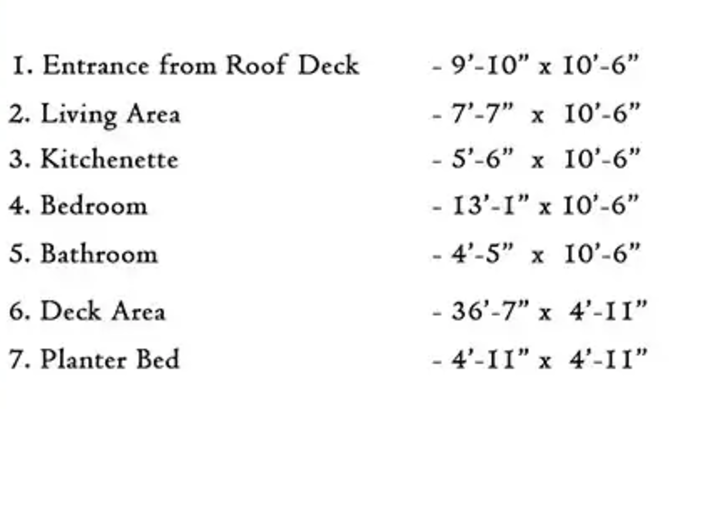 1. Entrance from Roof Deck - 9’-10” x 10’-6”
2. Living Area - 7’-7” x 10’-6”
3. Kitchenette - 5’-6” x 10’-6”
4. Bedroom - 13’-1” x 10’-6”
5. Bathroom - 4’-5” x 10’-6”
6. Deck Area - 36’-7” x 4’-11”
7. Planter Bed - 4’-11” x 4’-11”